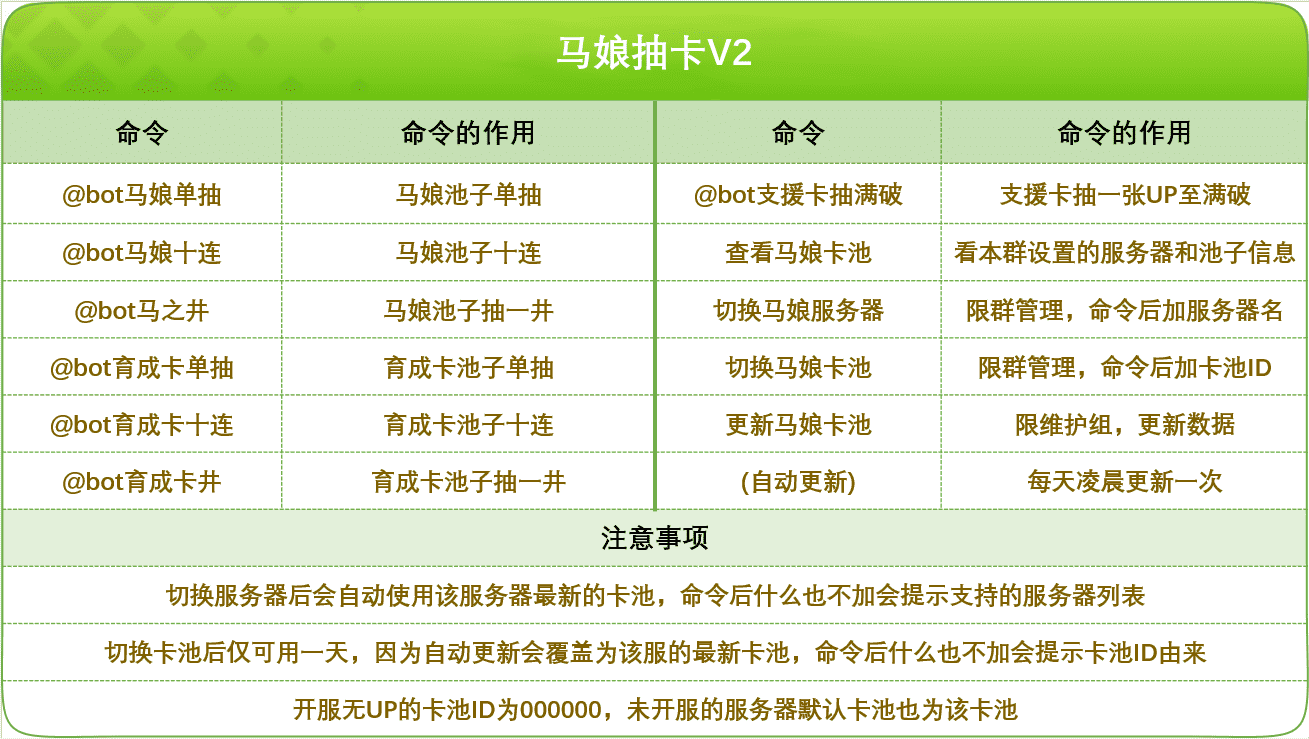 马娘抽卡V2
命令 命令的作用 命令 命令的作用
@bot马娘单抽 马娘池子单抽 @bot支援卡抽满破 支援卡抽一张UP至满破
@bot马娘十连 马娘池子十连 查看马娘卡池 看本群设置的服务器和池子信息
@bot马之井 马娘池子抽一井 切换马娘服务器 限群管理，命令后加服务器名
@bot育成卡单抽 育成卡池子单抽 切换马娘卡池 限群管理，命令后加卡池ID
@bot育成卡十连 育成卡池子十连 更新马娘卡池 限维护组，更新数据
@bot育成卡井 育成卡池子抽一井 (自动更新) 每天凌晨更新一次
注意事项
切换服务器后会自动使用该服务器最新的卡池，命令后什么也不加会提示支持的服务器列表
切换卡池后仅可用一天，因为自动更新会覆盖为该服的最新卡池，命令后什么也不加会提示卡池ID由来
开服无UP的卡池ID为000000，未开服的服务器默认卡池也为该卡池